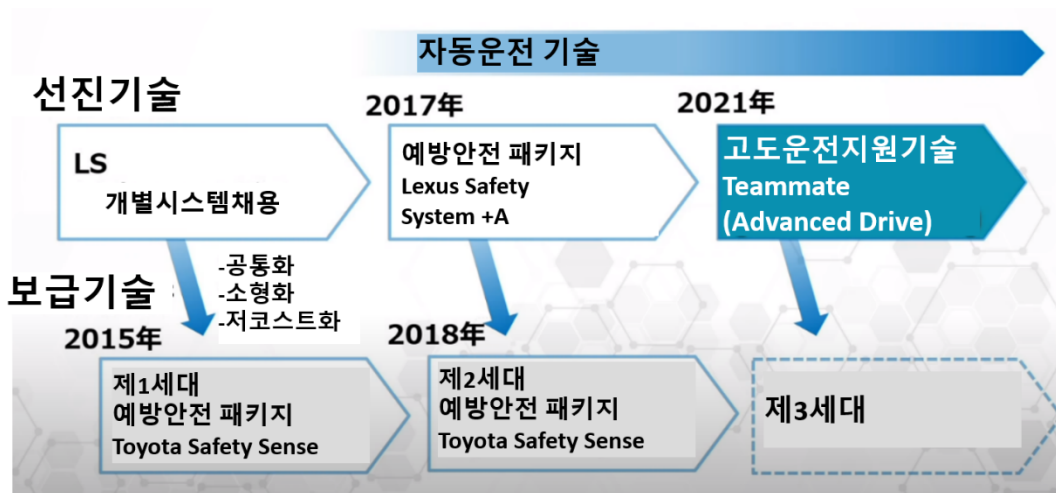 자동운전 기술
선진기술
2017年
2021年
LS
개별시스템채용
예방안전 패키지
Lexus Safety
System +A
고도운전지원기술
Teammate
(Advanced Drive)
-공통화
-소형화
-저코스트화
보급기술
2015年
2018年
제1세대
예방안전 패키지
Toyota Safety Sense
제2세대
예방안전 패키지
Toyota Safety Sense
제3세대